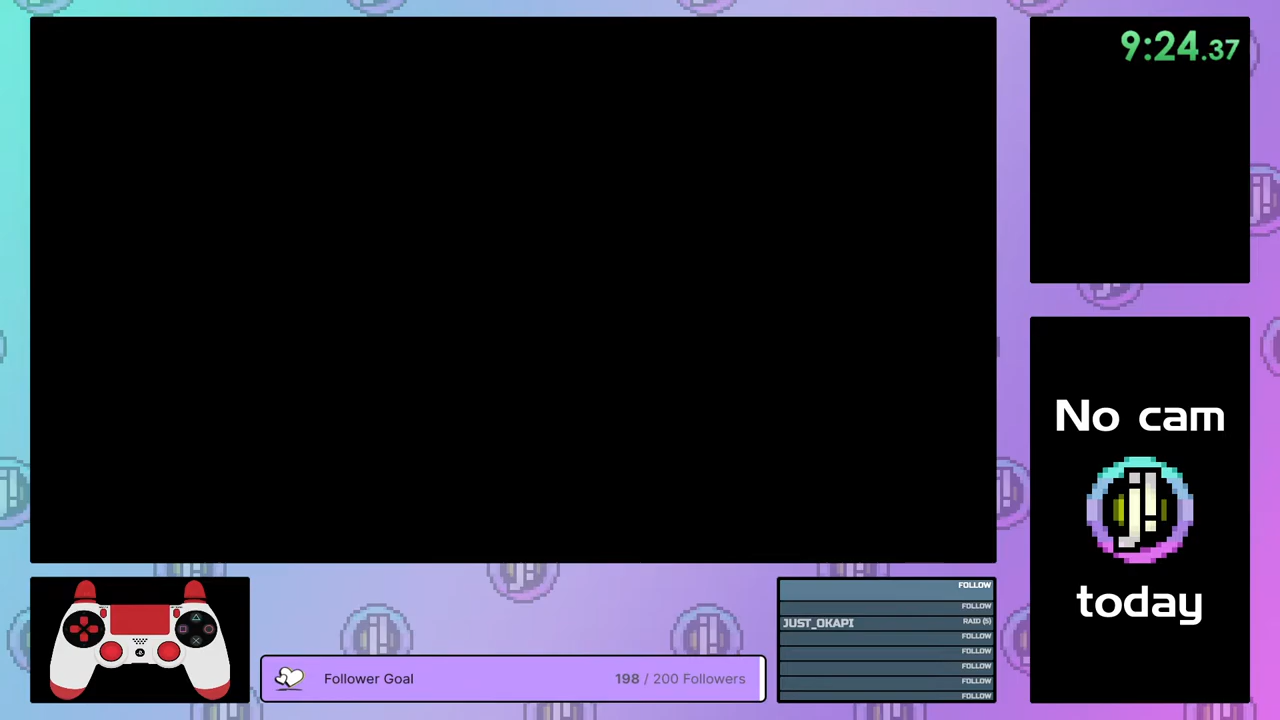 9:24.37
No cam
j!
today
Follower Goal
198 / 200 Followers
FOLLOW
FOLLOW
JUST_OKAPI RAID (5)
FOLLOW
FOLLOW
FOLLOW
FOLLOW
FOLLOW